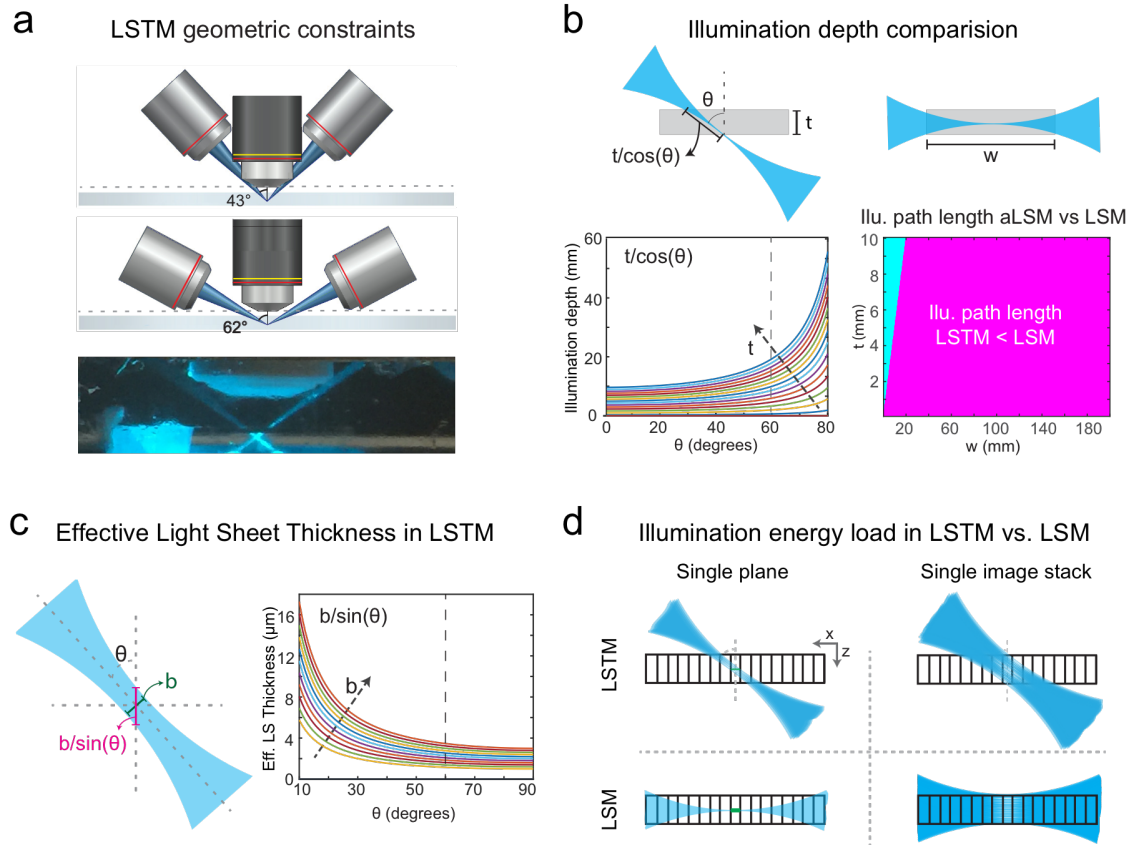 a
LSTM geometric constraints
43°
62°
b
Illumination depth comparision
θ
t
t/cos(θ)
w
Illumination depth (mm)
60
40
20
0
t/cos(θ)
t
0
20
40
60
80
θ (degrees)
Ilu. path length aLSM vs LSM
t(mm)
10
8
6
4
2
Ilu. path length
LSTM < LSM
20
60
100
140
180
w (mm)
c
Effective Light Sheet Thickness in LSTM
θ
b
b/sin(θ)
Eff. LS Thickness (µm)
16
12
8
4
0
b/sin(θ)
b
10
30
50
70
90
θ (degrees)
d
Illumination energy load in LSTM vs. LSM
Single plane
Single image stack
LSTM
x
z
LSM